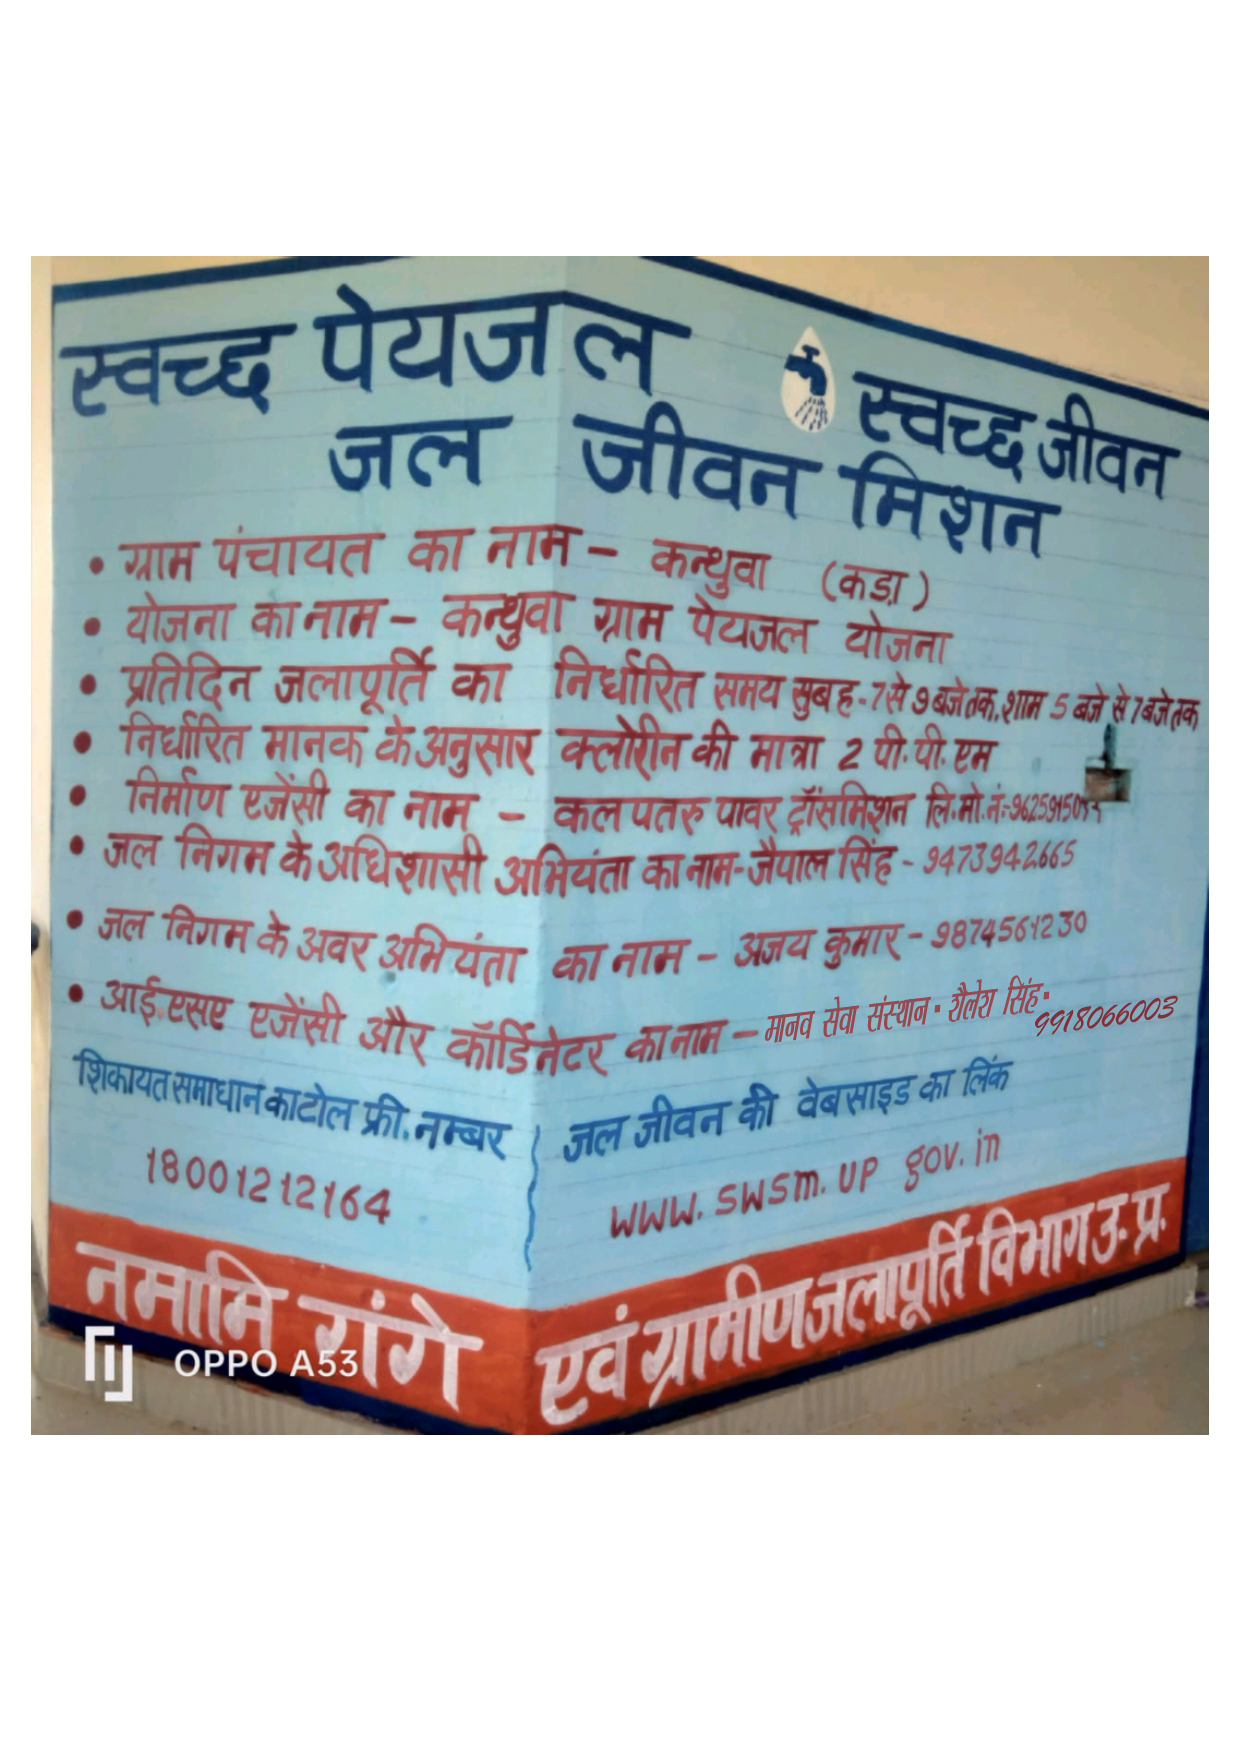 स्वच्छ पेयजल स्वच्छ जीवन
जल जीवन मिशन
• ग्राम पंचायत का नाम – कन्थुवा (कड़ा)
• योजना का नाम – कन्थुवा ग्राम पेयजल योजना
• प्रतिदिन जलापूर्ति का निर्धारित समय सुबह - 7 से 9 बजे तक, शाम 5 बजे से 7 बजे तक
• निर्धारित मानक के अनुसार क्लोरीन की मात्रा 2 पी.पी.एम
• निर्माण एजेंसी का नाम – कलपतरु पावर ट्रॉसमिशन लि. मो. नं:-
• जल निगम के अधिशासी अभियंता का नाम - जैपाल सिंह - 9473942665
• जल निगम के अवर अभियंता का नाम – अजय कुमार - 9874561230
• आई.एसए एजेंसी और कॉर्डिनेटर का नाम – मानव सेवा संस्थान · शैलेश सिंह · 9918066003
शिकायत समाधान का टोल फ्री. नम्बर
18001212164
जल जीवन की वेबसाइड का लिंक
www. swsm. UP gov. in
नमामि गंगे एवं ग्रामीण जलापूर्ति विभाग उ. प्र.
OPPO A53